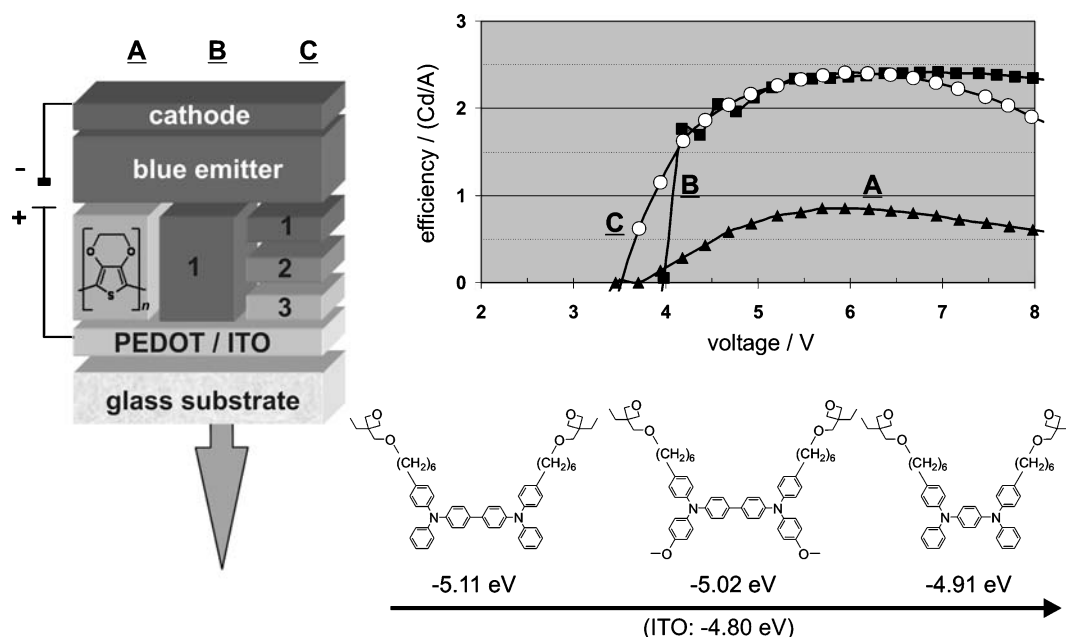 A B C
cathode
blue emitter
-
+
O O
S n
1
1
2
3
PEDOT / ITO
glass substrate
efficiency / (Cd/A)
3
2
1
0
2 3 4 5 6 7 8
voltage / V
A
B
C
O O O O O O
O O O O O O
(CH2)6 (CH2)6 (CH2)6 (CH2)6 (CH2)6 (CH2)6
N N N N N N
O O
-5.11 eV -5.02 eV -4.91 eV
(ITO: -4.80 eV)